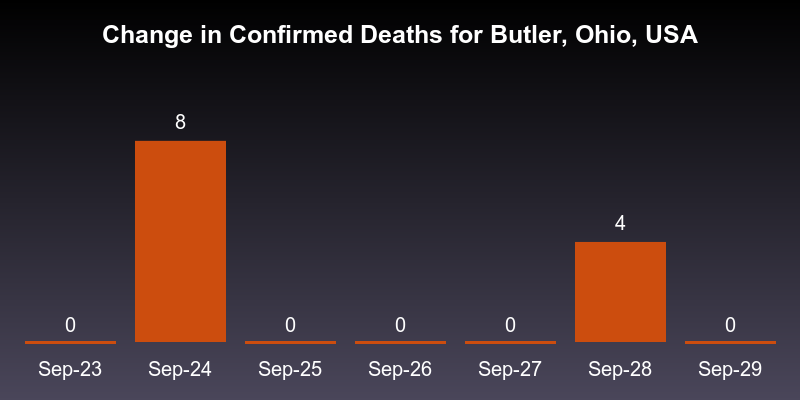 Change in Confirmed Deaths for Butler, Ohio, USA
8
4
0 0 0 0 0
Sep-23 Sep-24 Sep-25 Sep-26 Sep-27 Sep-28 Sep-29